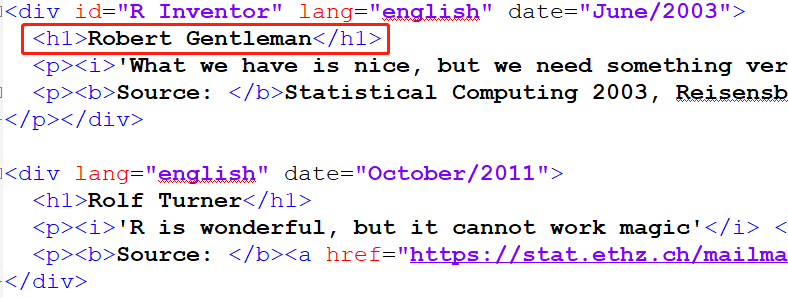 <div id="R Inventor" lang="english" date="June/2003">
<h1>Robert Gentleman</h1>
<p><i>'What we have is nice, but we need something ver
<p><b>Source: </b>Statistical Computing 2003, Reisensb
</p></div>
<div lang="english" date="October/2011">
<h1>Rolf Turner</h1>
<p><i>'R is wonderful, but it cannot work magic'</i> <
<p><b>Source: </b><a href="https://stat.ethz.ch/mailma
</div>